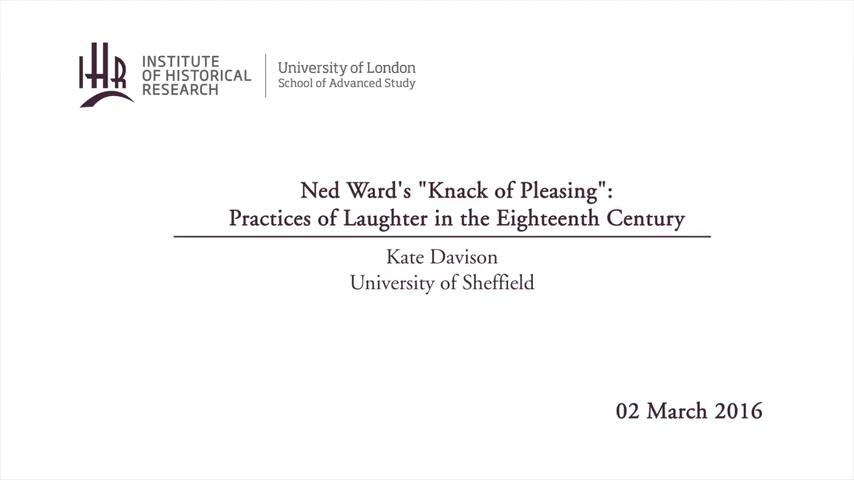 IHR
INSTITUTE
OF HISTORICAL
RESEARCH
University of London
School of Advanced Study
Ned Ward's "Knack of Pleasing":
Practices of Laughter in the Eighteenth Century
Kate Davison
University of Sheffield
02 March 2016